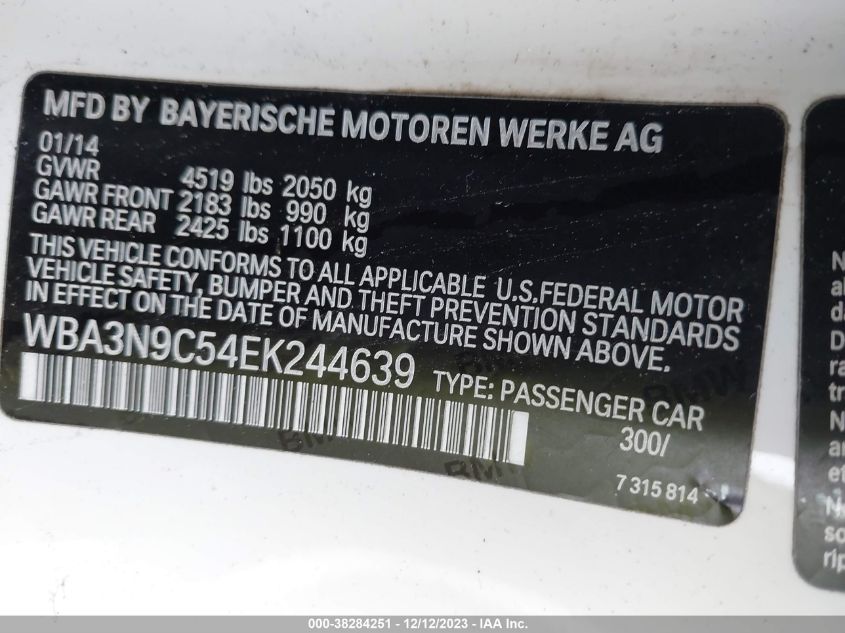 MFD BY BAYERISCHE MOTOREN WERKE AG
01/14
GVWR 4519 lbs 2050 kg
GAWR FRONT 2183 lbs 990 kg
GAWR REAR 2425 lbs 1100 kg
THIS VEHICLE CONFORMS TO ALL APPLICABLE U.S.FEDERAL MOTOR
VEHICLE SAFETY, BUMPER AND THEFT PREVENTION STANDARDS
IN EFFECT ON THE DATE OF MANUFACTURE SHOWN ABOVE.
WBA3N9C54EK244639 TYPE: PASSENGER CAR
300/
7 315 814
BMW
BMW
BMW
000-38284251 - 12/12/2023 - IAA Inc.